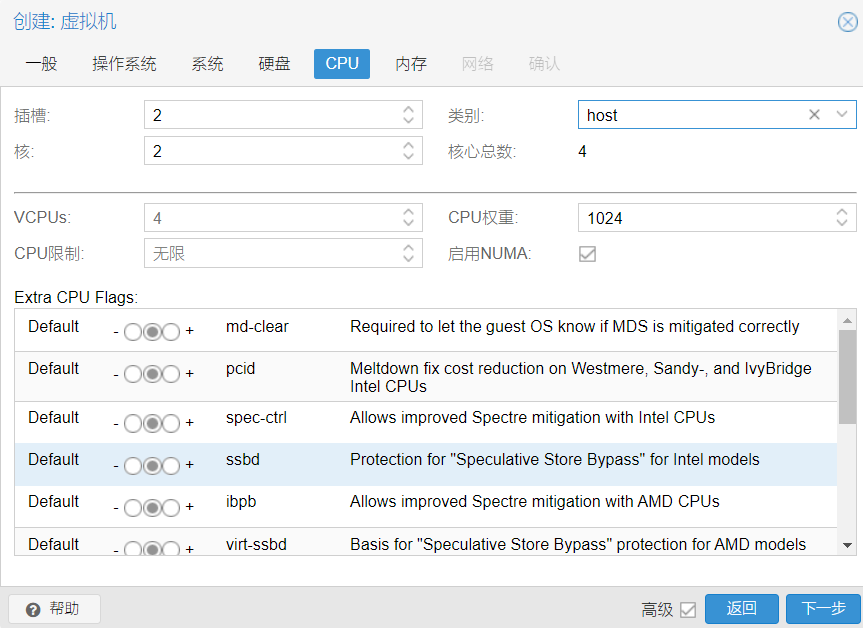 创建: 虚拟机
一般 操作系统 系统 硬盘 CPU 内存 网络 确认
插槽: 2 类别: host
核: 2 核心总数: 4
VCPUs: 4 CPU权重: 1024
CPU限制: 无限 启用NUMA:
Extra CPU Flags:
Default - + md-clear Required to let the guest OS know if MDS is mitigated correctly
Default - + pcid Meltdown fix cost reduction on Westmere, Sandy-, and IvyBridge
Intel CPUs
Default - + spec-ctrl Allows improved Spectre mitigation with Intel CPUs
Default - + ssbd Protection for "Speculative Store Bypass" for Intel models
Default - + ibpb Allows improved Spectre mitigation with AMD CPUs
Default - + virt-ssbd Basis for "Speculative Store Bypass" protection for AMD models
帮助 高级 返回 下一步